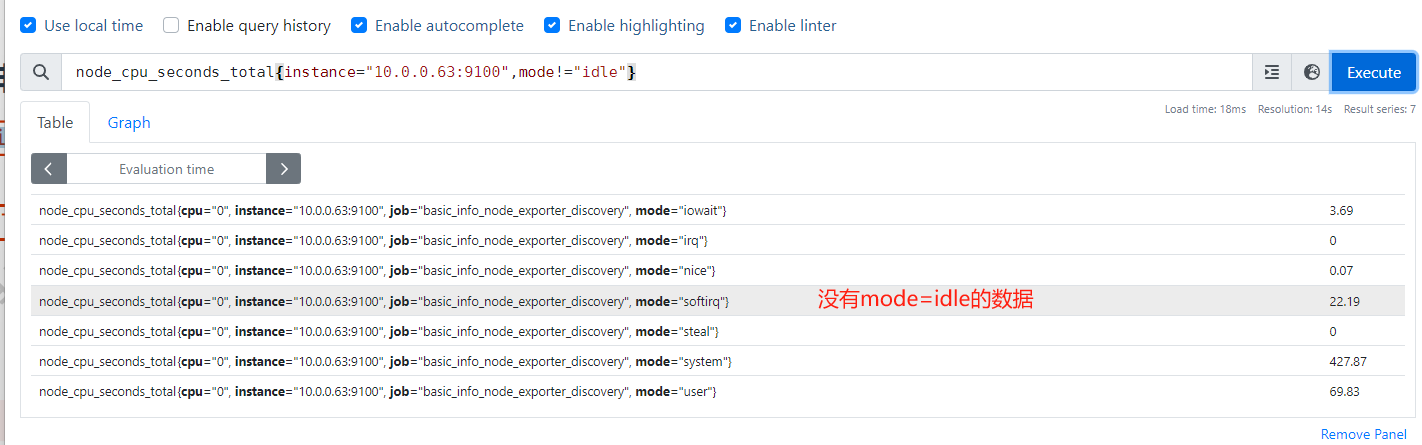 Use local time Enable query history Enable autocomplete Enable highlighting Enable linter
node_cpu_seconds_total{instance="10.0.0.63:9100",mode!="idle"} Execute
Table Graph Load time: 18ms Resolution: 14s Result series: 7
Evaluation time
node_cpu_seconds_total{cpu="0", instance="10.0.0.63:9100", job="basic_info_node_exporter_discovery", mode="iowait"} 3.69
node_cpu_seconds_total{cpu="0", instance="10.0.0.63:9100", job="basic_info_node_exporter_discovery", mode="irq"} 0
node_cpu_seconds_total{cpu="0", instance="10.0.0.63:9100", job="basic_info_node_exporter_discovery", mode="nice"} 0.07
node_cpu_seconds_total{cpu="0", instance="10.0.0.63:9100", job="basic_info_node_exporter_discovery", mode="softirq"} 没有mode=idle的数据 22.19
node_cpu_seconds_total{cpu="0", instance="10.0.0.63:9100", job="basic_info_node_exporter_discovery", mode="steal"} 0
node_cpu_seconds_total{cpu="0", instance="10.0.0.63:9100", job="basic_info_node_exporter_discovery", mode="system"} 427.87
node_cpu_seconds_total{cpu="0", instance="10.0.0.63:9100", job="basic_info_node_exporter_discovery", mode="user"} 69.83
Remove Panel